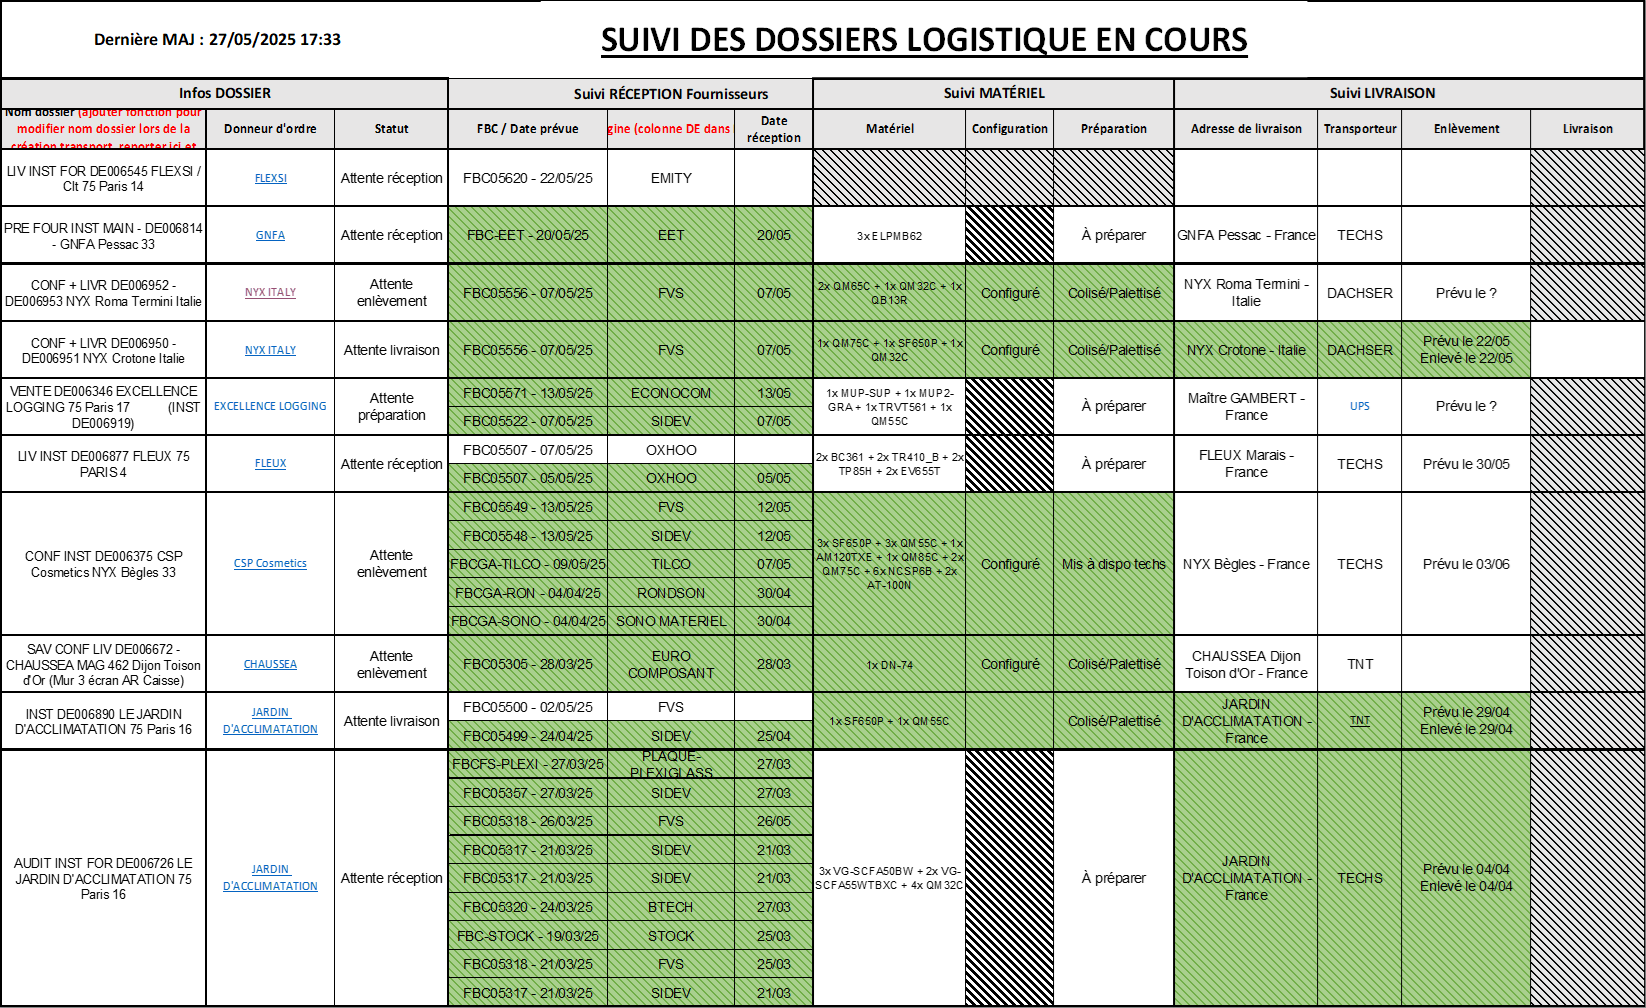 Dernière MAJ : 27/05/2025 17:33
SUIVI DES DOSSIERS LOGISTIQUE EN COURS
Infos DOSSIER
Suivi RÉCEPTION Fournisseurs
Suivi MATÉRIEL
Suivi LIVRAISON
Nom dossier (ajouter fonction pour
modifier nom dossier lors de la
création transport, reporter ici et
Donneur d'ordre
Statut
FBC / Date prévue
gine (colonne DE dans
Date
réception
Matériel
Configuration
Préparation
Adresse de livraison
Transporteur
Enlèvement
Livraison
LIV INST FOR DE006545 FLEXSI /
Clt 75 Paris 14
FLEXSI
Attente réception
FBC05620 - 22/05/25
EMITY
PRE FOUR INST MAIN - DE006814
- GNFA Pessac 33
GNFA
Attente réception
FBC-EET - 20/05/25
EET
20/05
3x ELPMB62
À préparer
GNFA Pessac - France
TECHS
CONF + LIVR DE006952 -
DE006953 NYX Roma Termini Italie
NYX ITALY
Attente
enlèvement
FBC05556 - 07/05/25
FVS
07/05
2x QM65C + 1x QM32C + 1x
QB13R
Configuré
Colisé/Palettisé
NYX Roma Termini -
Italie
DACHSER
Prévu le ?
CONF + LIVR DE006950 -
DE006951 NYX Crotone Italie
NYX ITALY
Attente livraison
FBC05556 - 07/05/25
FVS
07/05
1x QM75C + 1x SF650P + 1x
QM32C
Configuré
Colisé/Palettisé
NYX Crotone - Italie
DACHSER
Prévu le 22/05
Enlevé le 22/05
VENTE DE006346 EXCELLENCE
LOGGING 75 Paris 17 (INST
DE006919)
EXCELLENCE LOGGING
Attente
préparation
FBC05571 - 13/05/25
ECONOCOM
13/05
FBC05522 - 07/05/25
SIDEV
07/05
1x MUP-SUP + 1x MUP2-
GRA + 1x TRVT561 + 1x
QM55C
À préparer
Maître GAMBERT -
France
UPS
Prévu le ?
LIV INST DE006877 FLEUX 75
PARIS 4
FLEUX
Attente réception
FBC05507 - 07/05/25
OXHOO
FBC05507 - 05/05/25
OXHOO
05/05
2x BC361 + 2x TR410_B + 2x
TP85H + 2x EV655T
À préparer
FLEUX Marais -
France
TECHS
Prévu le 30/05
CONF INST DE006375 CSP
Cosmetics NYX Bègles 33
CSP Cosmetics
Attente
enlèvement
FBC05549 - 13/05/25
FVS
12/05
FBC05548 - 13/05/25
SIDEV
12/05
FBCGA-TILCO - 09/05/25
TILCO
07/05
FBCGA-RON - 04/04/25
RONDSON
30/04
FBCGA-SONO - 04/04/25
SONO MATERIEL
30/04
3x SF650P + 3x QM55C + 1x
AM120TXE + 1x QM85C + 2x
QM75C + 6x NCSP6B + 2x
AT-100N
Configuré
Mis à dispo techs
NYX Bègles - France
TECHS
Prévu le 03/06
SAV CONF LIV DE006672 -
CHAUSSEA MAG 462 Dijon Toison
d'Or (Mur 3 écran AR Caisse)
CHAUSSEA
Attente
enlèvement
FBC05305 - 28/03/25
EURO
COMPOSANT
28/03
1x DN-74
Configuré
Colisé/Palettisé
CHAUSSEA Dijon
Toison d'Or - France
TNT
INST DE006890 LE JARDIN
D'ACCLIMATATION 75 Paris 16
JARDIN
D'ACCLIMATATION
Attente livraison
FBC05500 - 02/05/25
FVS
FBC05499 - 24/04/25
SIDEV
25/04
1x SF650P + 1x QM55C
Colisé/Palettisé
JARDIN
D'ACCLIMATATION -
France
TNT
Prévu le 29/04
Enlevé le 29/04
AUDIT INST FOR DE006726 LE
JARDIN D'ACCLIMATATION 75
Paris 16
JARDIN
D'ACCLIMATATION
Attente réception
FBCFS-PLEXI - 27/03/25
PLAQUE-
PLEXIGLASS
27/03
FBC05357 - 27/03/25
SIDEV
27/03
FBC05318 - 26/03/25
FVS
26/05
FBC05317 - 21/03/25
SIDEV
21/03
FBC05317 - 21/03/25
SIDEV
21/03
FBC05320 - 24/03/25
BTECH
27/03
FBC-STOCK - 19/03/25
STOCK
25/03
FBC05318 - 21/03/25
FVS
25/03
FBC05317 - 21/03/25
SIDEV
21/03
3x VG-SCFA50BW + 2x VG-
SCFA55WTBXC + 4x QM32C
À préparer
JARDIN
D'ACCLIMATATION -
France
TECHS
Prévu le 04/04
Enlevé le 04/04